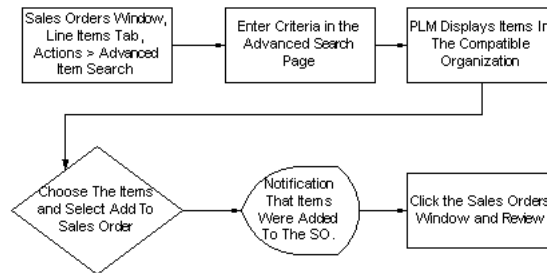 Sales Orders Window,
Line Items Tab,
Actions > Advanced
Item Search
Enter Criteria in the
Advanced Search
Page
PLM Displays Items In
The Compatible
Organization
Choose The Items
and Select Add To
Sales Order
Notification
That Items
Were Added
To The SO.
Click the Sales Orders
Window and Review